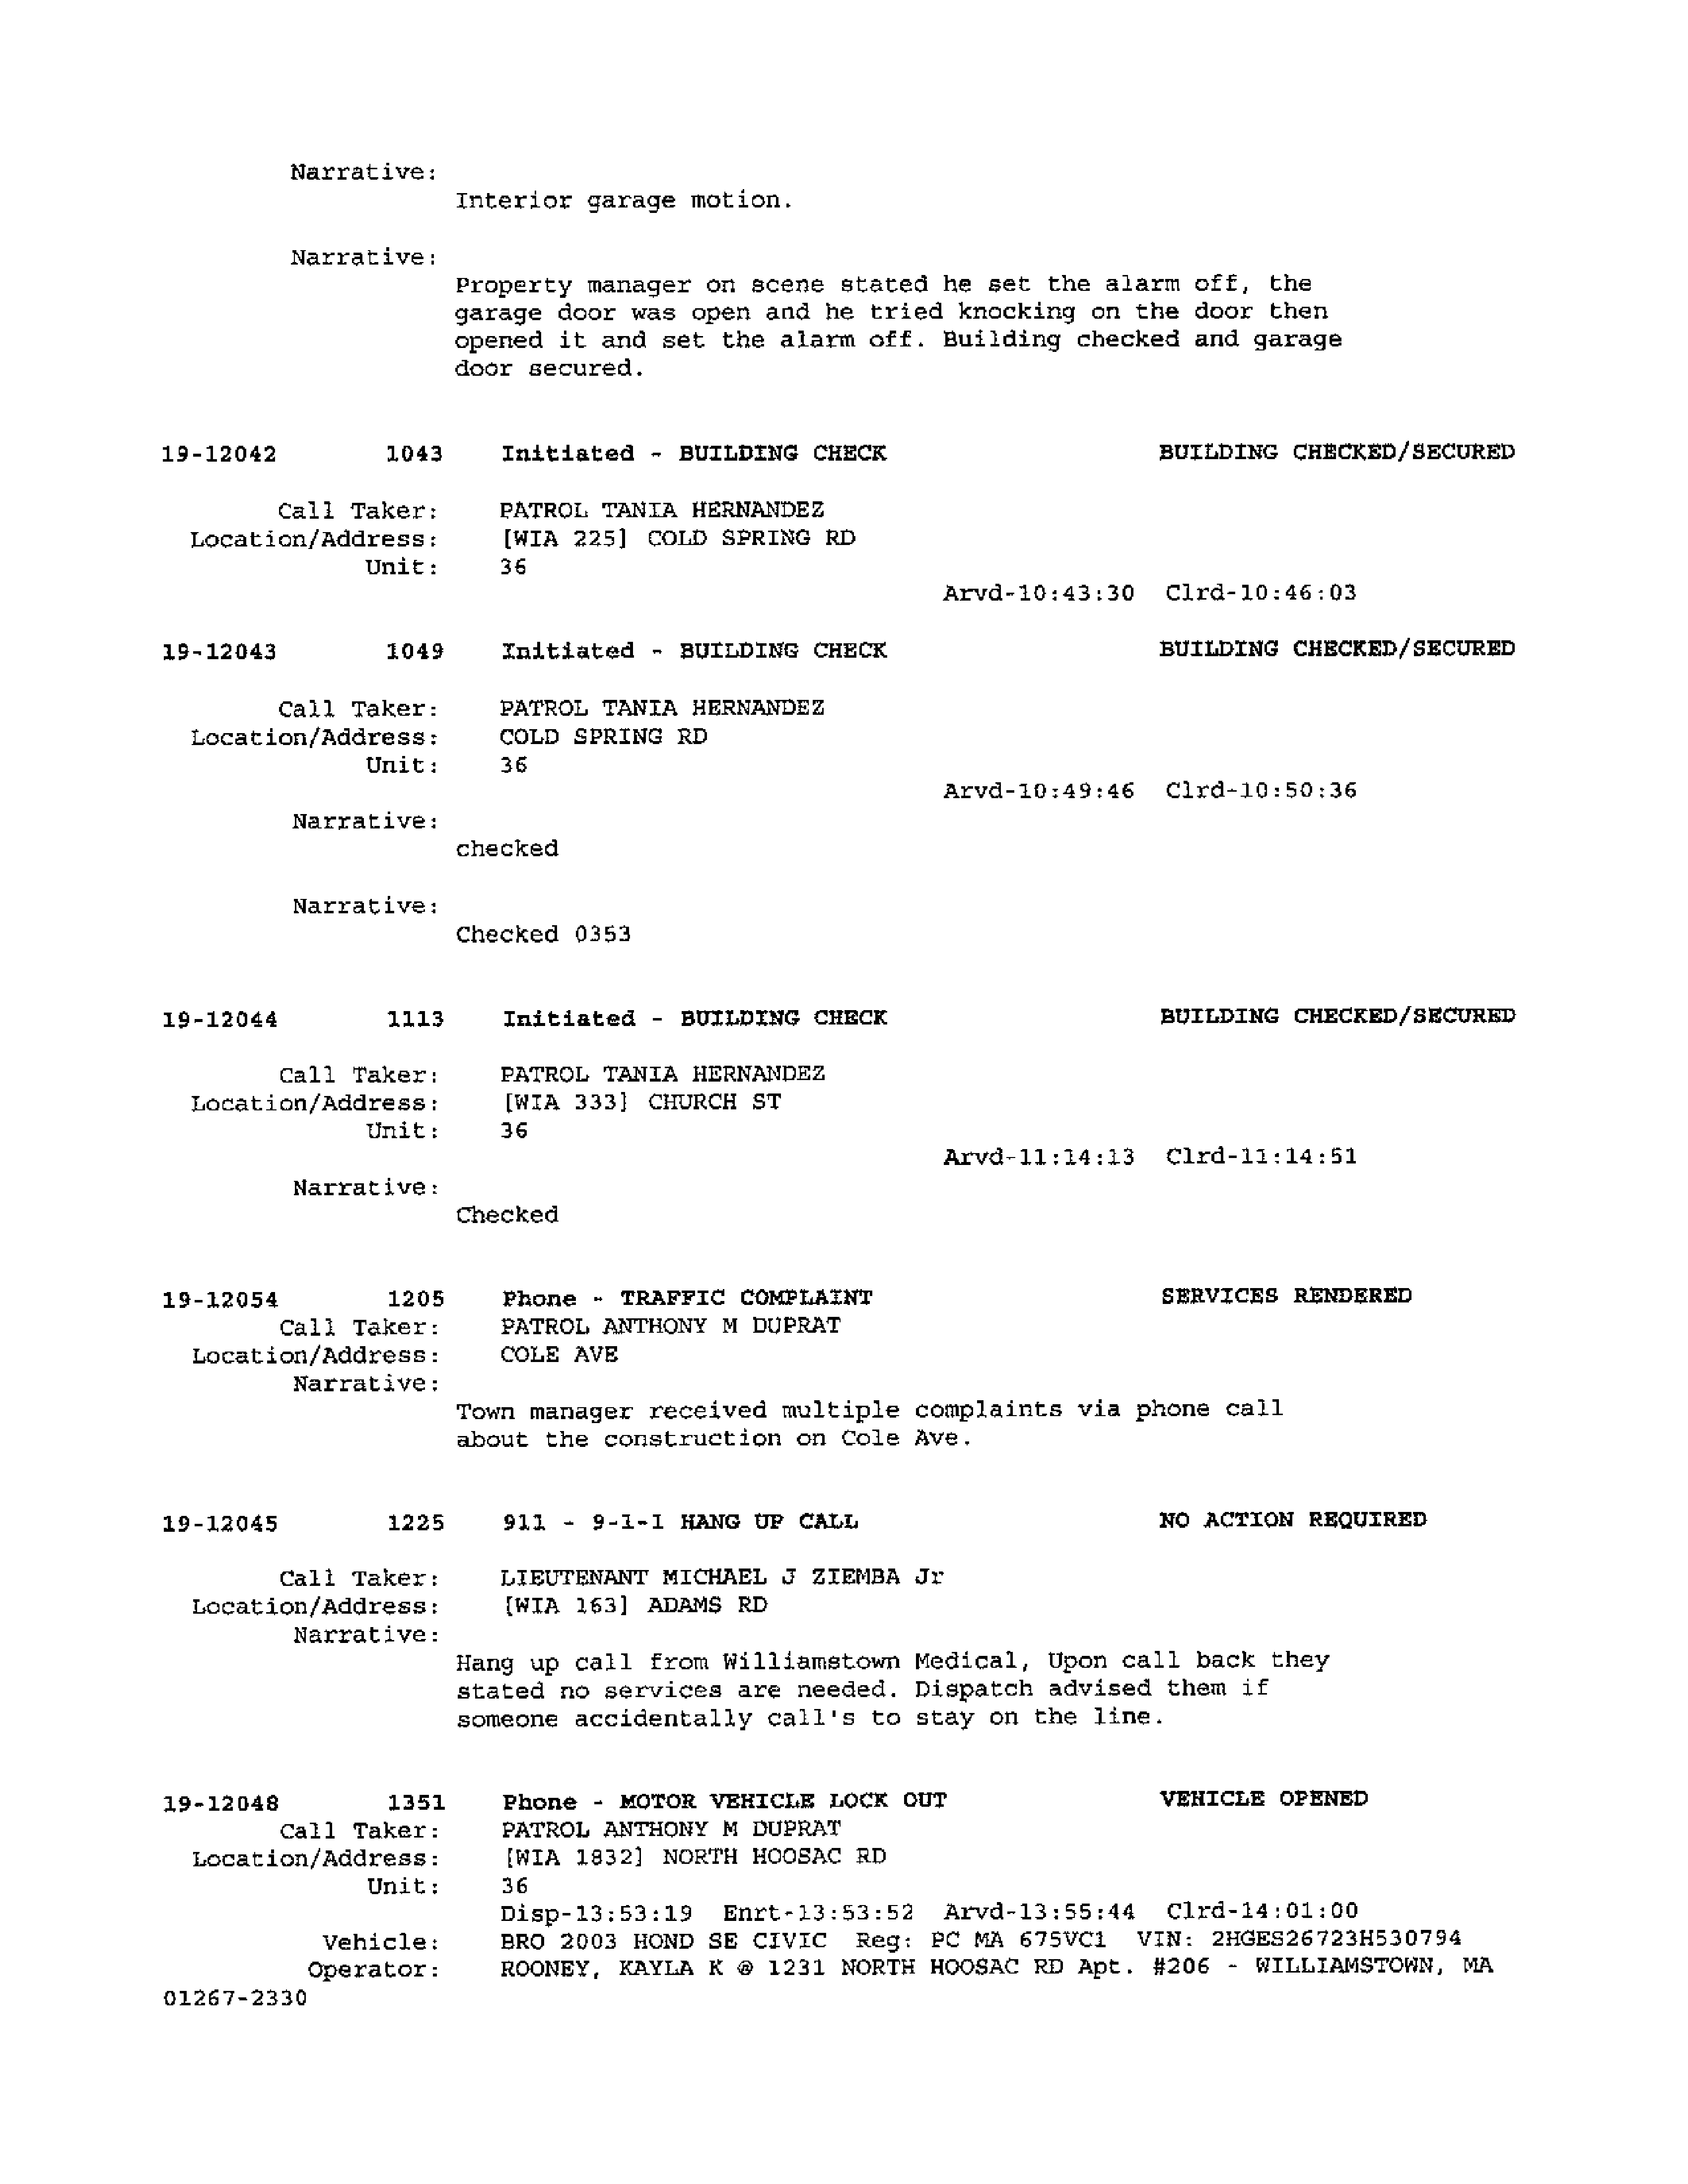 Narrative:
Interior garage motion.
Narrative:
Property manager on scene stated he set the alarm off, the
garage door was open and he tried knocking on the door then
opened it and set the alarm off. Building checked and garage
door secured.
19-12042 1043 Initiated - BUILDING CHECK BUILDING CHECKED/SECURED
Call Taker: PATROL TANIA HERNANDEZ
Location/Address: [WIA 225] COLD SPRING RD
Unit: 36
Arvd-10:43:30 Clrd-10:46:03
19-12043 1049 Initiated - BUILDING CHECK BUILDING CHECKED/SECURED
Call Taker: PATROL TANIA HERNANDEZ
Location/Address: COLD SPRING RD
Unit: 36
Arvd-10:49:46 Clrd-10:50:36
Narrative:
checked
Narrative:
Checked 0353
19-12044 1113 Initiated - BUILDING CHECK BUILDING CHECKED/SECURED
Call Taker: PATROL TANIA HERNANDEZ
Location/Address: [WIA 333] CHURCH ST
Unit: 36
Arvd-11:14:13 Clrd-11:14:51
Narrative:
Checked
19-12054 1205 Phone - TRAFFIC COMPLAINT SERVICES RENDERED
Call Taker: PATROL ANTHONY M DUPRAT
Location/Address: COLE AVE
Narrative:
Town manager received multiple complaints via phone call
about the construction on Cole Ave.
19-12045 1225 911 - 9-1-1 HANG UP CALL NO ACTION REQUIRED
Call Taker: LIEUTENANT MICHAEL J ZIEMBA Jr
Location/Address: [WIA 163] ADAMS RD
Narrative:
Hang up call from Williamstown Medical, Upon call back they
stated no services are needed. Dispatch advised them if
someone accidentally call's to stay on the line.
19-12048 1351 Phone - MOTOR VEHICLE LOCK OUT VEHICLE OPENED
Call Taker: PATROL ANTHONY M DUPRAT
Location/Address: [WIA 1832] NORTH HOOSAC RD
Unit: 36
Disp-13:53:19 Enrt-13:53:52 Arvd-13:55:44 Clrd-14:01:00
Vehicle: BRO 2003 HOND SE CIVIC Reg: PC MA 675VC1 VIN: 2HGES26723H530794
Operator: ROONEY, KAYLA K @ 1231 NORTH HOOSAC RD Apt. #206 - WILLIAMSTOWN, MA
01267-2330